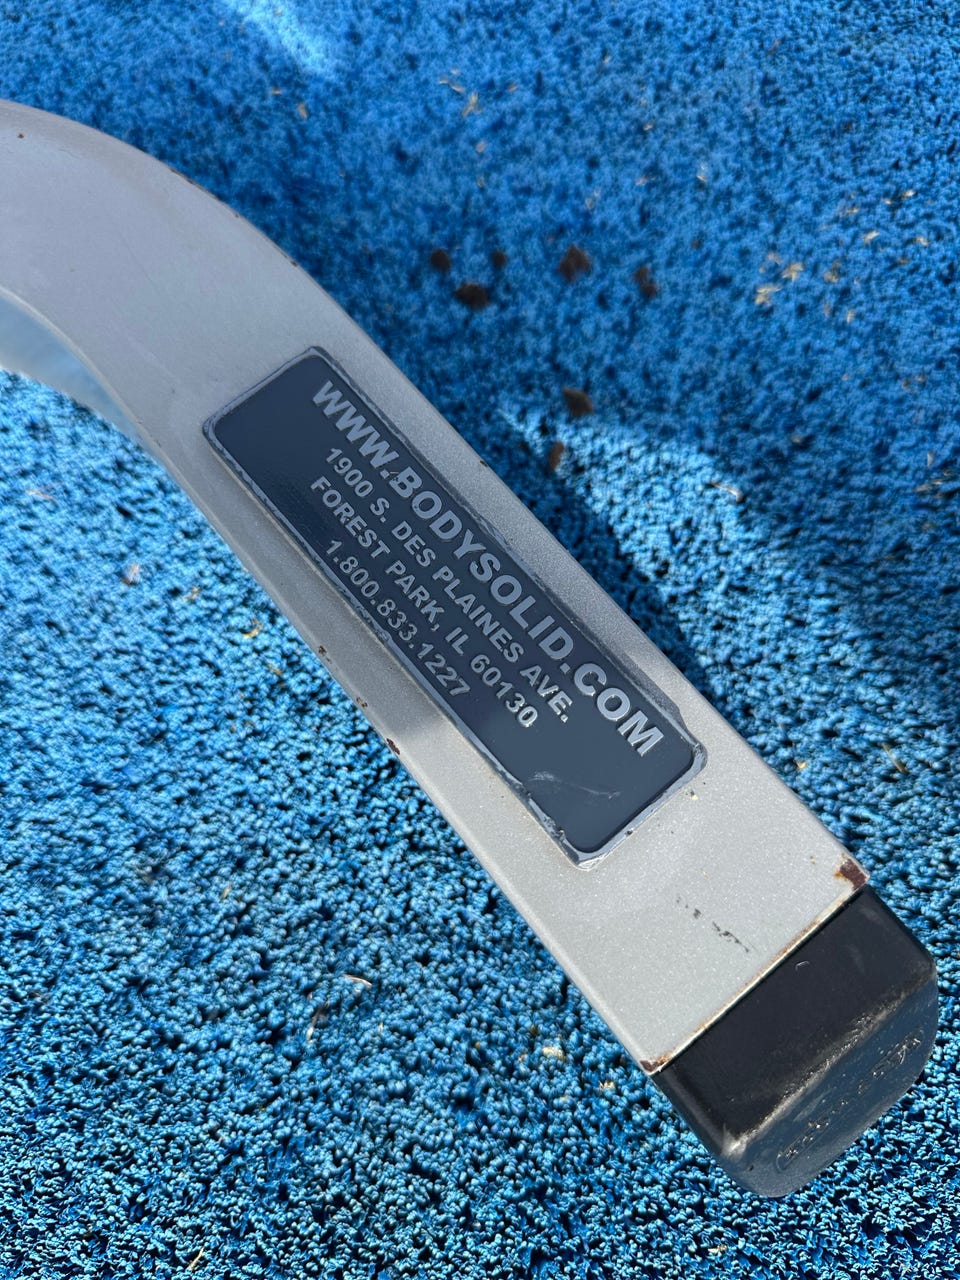 WWW.BODYSOLID.COM
1900 S. DES PLAINES AVE.
FOREST PARK, IL 60130
1.800.833.1227